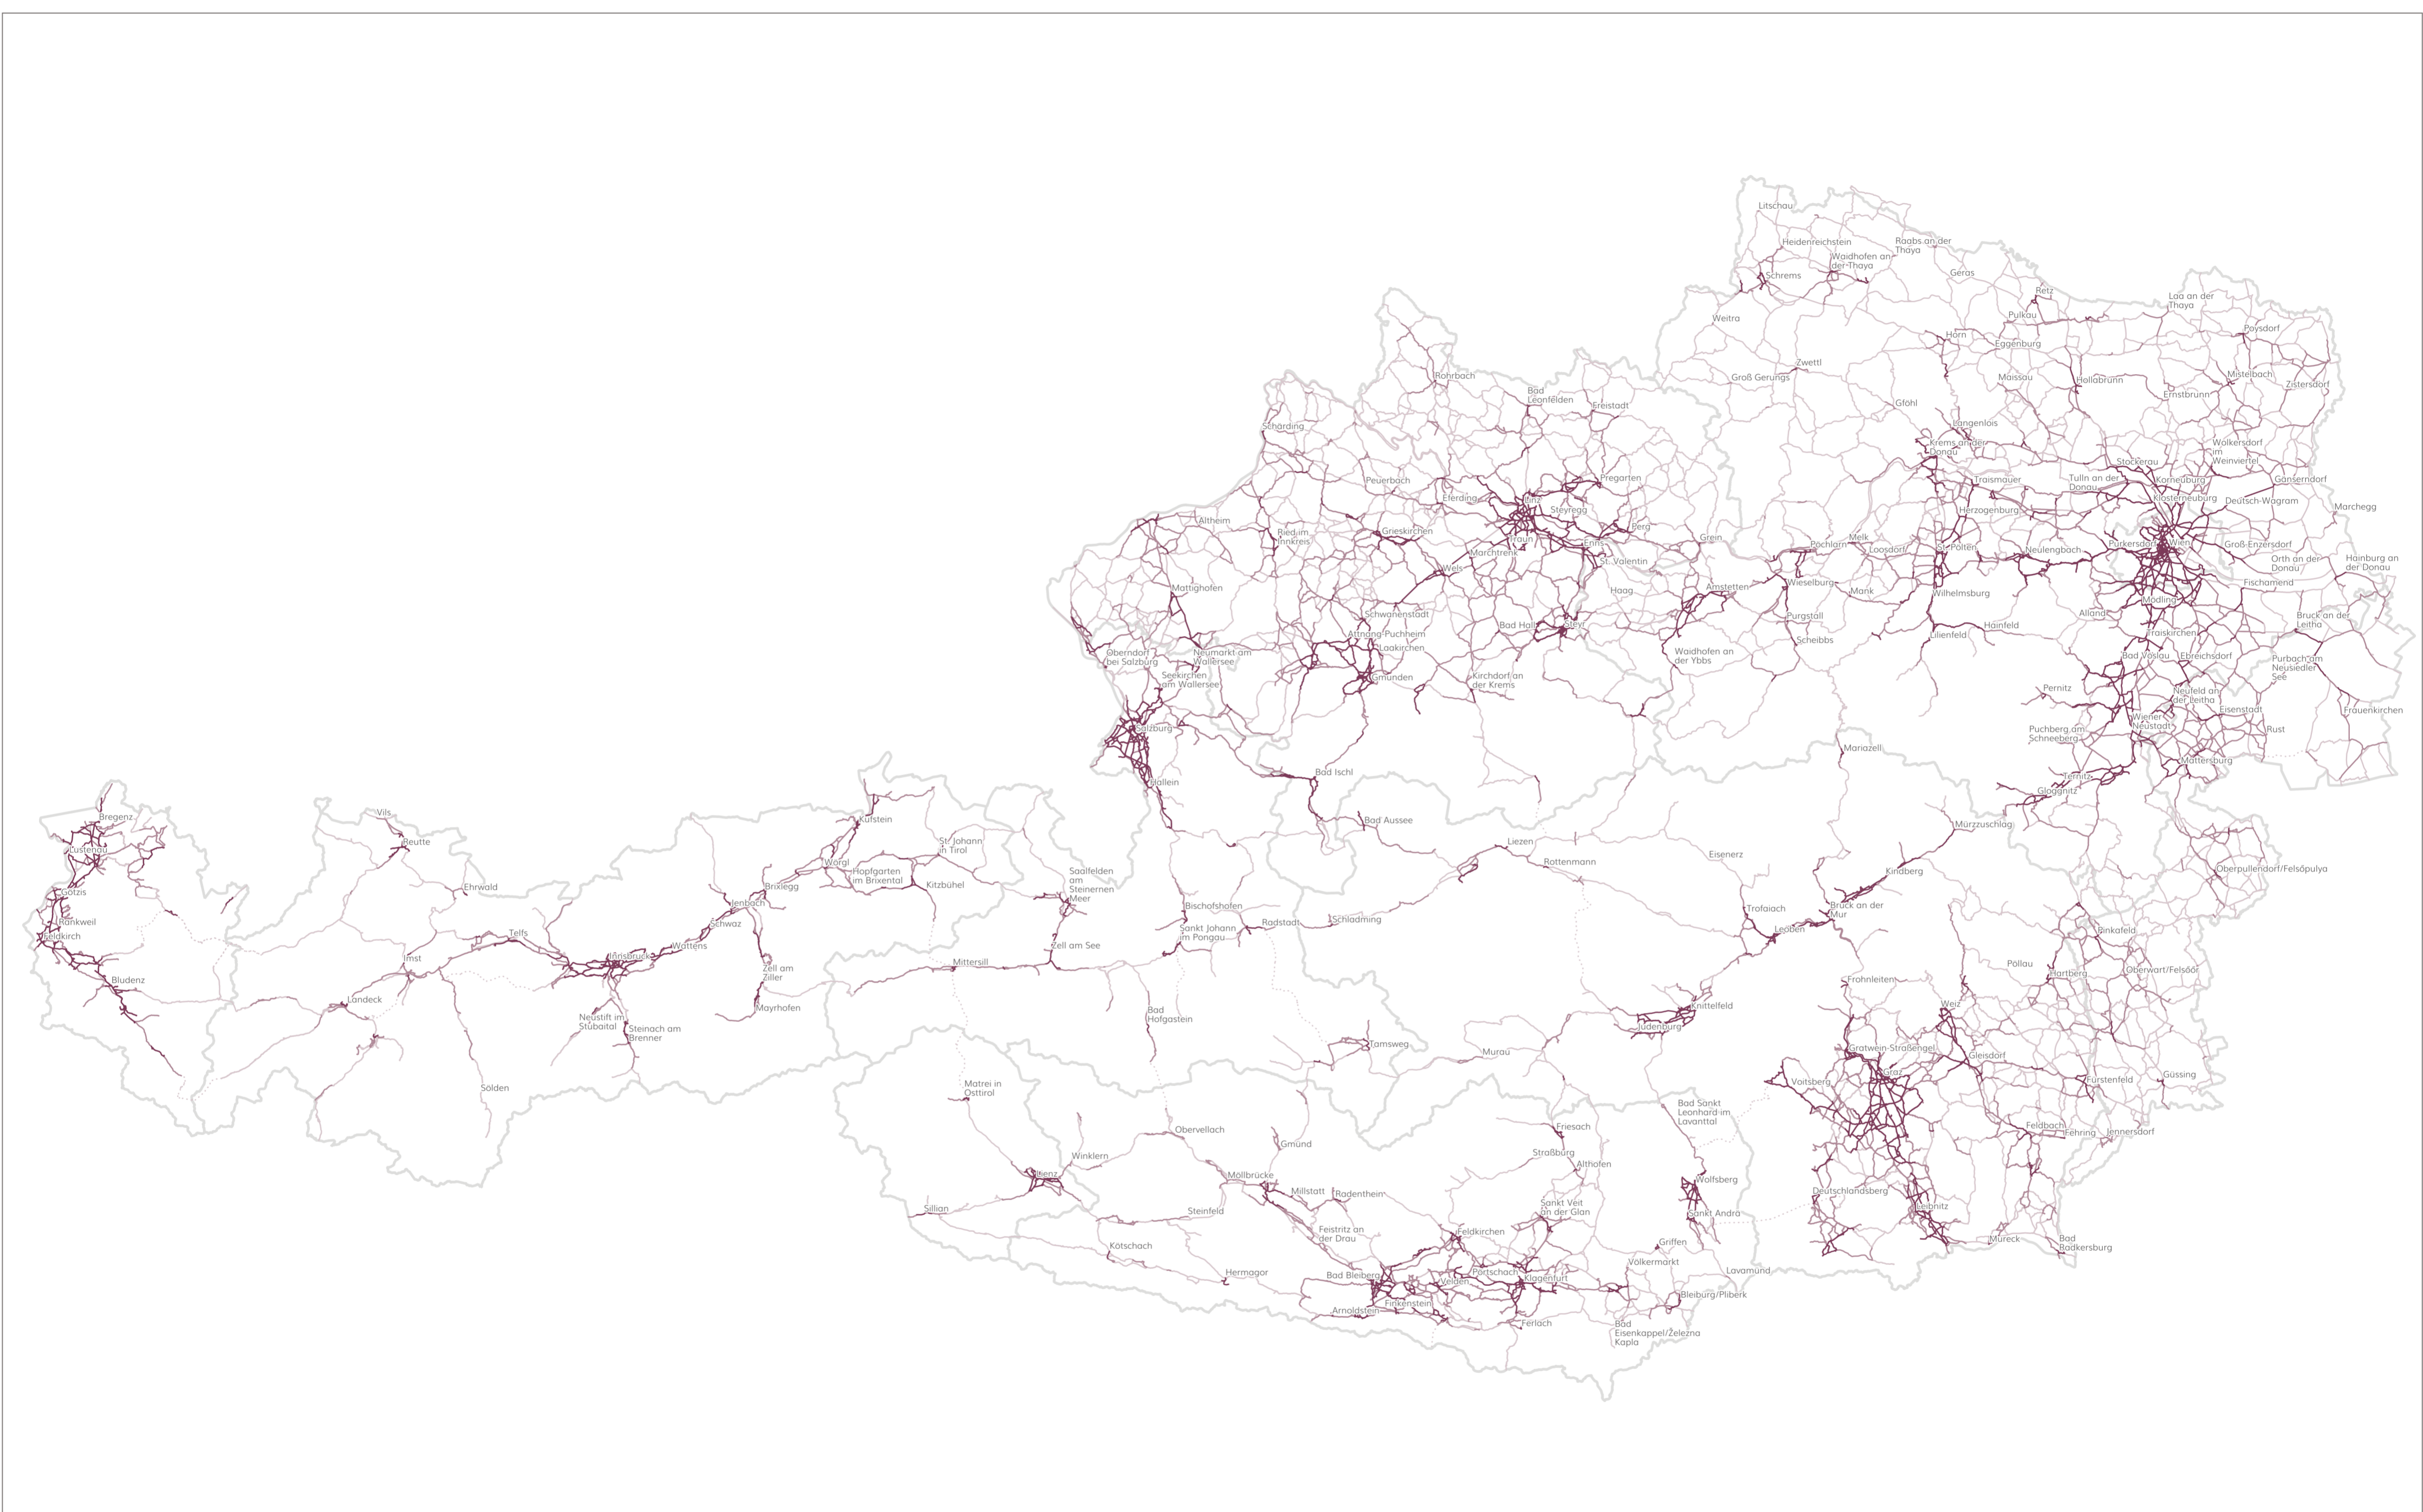 Litschau
Heidenreichstein
Raabs an der
Thaya
Waidhofen an
der Thaya
Schrems
Geras
Retz
Laa an der
Thaya
Weitra
Pulkau
Poysdorf
Horn
Eggenburg
Zwettl
Groß Gerungs
Maissau
Hollabrunn
Mistelbach
Zistersdorf
Ernstbrunn
Rohrbach
Bad
Leonfelden
Freistadt
Gföhl
Schärding
Langenlois
Krems an der
Donau
Wolkersdorf
im
Weinviertel
Stockerau
Peuerbach
Pregarten
Traismauer
Tulln an der
Donau
Korneuburg
Gänserndorf
Eferding
Linz
Klosterneuburg
Deutsch-Wagram
Marchegg
Steyregg
Herzogenburg
Altheim
Ried im
Innkreis
Grieskirchen
Perg
Traun
Enns
Grein
Melk
Pöchlarn
Loosdorf
St. Pölten
Neulengbach
Purkersdorf
Wien
Groß-Enzersdorf
Marchtrenk
St. Valentin
Orth an der
Donau
Hainburg an
der Donau
Wels
Mattighofen
Haag
Amstetten
Wieselburg
Mank
Wilhelmsburg
Fischamend
Mödling
Schwanenstadt
Purgstall
Alland
Bruck an der
Leitha
Bad Hall
Steyr
Attnang-Puchheim
Laakirchen
Scheibbs
Lilienfeld
Hainfeld
Traiskirchen
Oberndorf
bei Salzburg
Neumarkt am
Wallersee
Waidhofen an
der Ybbs
Bad Vöslau
Ebreichsdorf
Purbach am
Neusiedler
See
Seekirchen
am Wallersee
Gmunden
Kirchdorf an
der Krems
Pernitz
Neufeld an
der Leitha
Eisenstadt
Frauenkirchen
Salzburg
Wiener
Neustadt
Puchberg am
Schneeberg
Rust
Mariazell
Mattersburg
Hallein
Bad Ischl
Ternitz
Gloggnitz
Bregenz
Vils
Kufstein
Bad Aussee
Mürzzuschlag
Lustenau
Reutte
St. Johann
in Tirol
Liezen
Eisenerz
Wörgl
Rottenmann
Hopfgarten
im Brixental
Kitzbühel
Saalfelden
am
Steinernen
Meer
Kindberg
Oberpullendorf/Felsőpulya
Götzis
Ehrwald
Brixlegg
Jenbach
Bischofshofen
Trofaiach
Bruck an der
Mur
Rankweil
Schwaz
Radstadt
Schladming
Feldkirch
Telfs
Sankt Johann
im Pongau
Leoben
Pinkafeld
Wattens
Zell am See
Imst
Innsbruck
Mittersill
Zell am
Ziller
Pöllau
Hartberg
Oberwart/Felsőőr
Bludenz
Frohnleiten
Landeck
Mayrhofen
Bad
Hofgastein
Knittelfeld
Weiz
Neustift im
Stubaital
Steinach am
Brenner
Judenburg
Tamsweg
Murau
Gratwein-Straßengel
Gleisdorf
Graz
Sölden
Matrei in
Osttirol
Voitsberg
Fürstenfeld
Güssing
Bad Sankt
Leonhard im
Lavanttal
Obervellach
Gmünd
Friesach
Feldbach
Fehring
Jennersdorf
Winklern
Straßburg
Althofen
Lienz
Möllbrücke
Wolfsberg
Millstatt
Radenthein
Deutschlandsberg
Sillian
Steinfeld
Sankt Veit
an der Glan
Sankt Andrä
Leibnitz
Feistritz an
der Drau
Feldkirchen
Kötschach
Griffen
Mureck
Bad
Radkersburg
Hermagor
Bad Bleiberg
Velden
Pörtschach
Klagenfurt
Völkermarkt
Lavamünd
Bleiburg/Pliberk
Arnoldstein
Finkenstein
Ferlach
Bad
Eisenkappel/Železna
Kapla